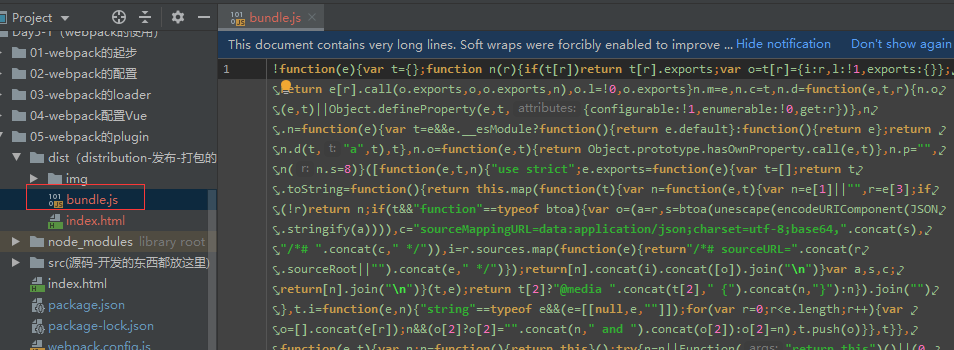 Project
bundle.js
Day5-1（webpack的使用）
01-webpack的起步
02-webpack的配置
03-webpack的loader
04-webpack配置Vue
05-webpack的plugin
dist（distribution-发布-打包的
img
bundle.js
index.html
node_modules library root
src(源码-开发的东西都放这里)
index.html
package.json
package-lock.json
webpack.config.js
This document contains very long lines. Soft wraps were forcibly enabled to improve ... Hide notification Don't show again
1 !function(e){var t={};function n(r){if(t[r])return t[r].exports;var o=t[r]={i:r,l:!1,exports:{}};
return e[r].call(o.exports,o,o.exports,n),o.l=!0,o.exports}n.m=e,n.c=t,n.d=function(e,t,r){n.o
(e,t)||Object.defineProperty(e,t, attributes: {configurable:!1,enumerable:!0,get:r})},n
.n=function(e){var t=e&&e.__esModule?function(){return e.default}:function(){return e};return
n.d(t, "a",t),t},n.o=function(e,t){return Object.prototype.hasOwnProperty.call(e,t)},n.p="",
n( n: n.s=8)}([function(e,t,n){"use strict";e.exports=function(e){var t=[];return t
.toString=function(){return this.map(function(t){var n=function(e,t){var n=e[1]||"",r=e[3];if
(!r)return n;if(t&&"function"==typeof btoa){var o=(a=r,s=btoa(unescape(encodeURIComponent(JSON
.stringify(a)))),c="sourceMappingURL=data:application/json;charset=utf-8;base64,".concat(s),
"/*# ".concat(c," */")),i=r.sources.map(function(e){return"/*# sourceURL=".concat(r
.sourceRoot||"").concat(e," */")});return[n].concat(i).concat([o]).join("\n")}var a,s,c;
return[n].join("\n")}(t,e);return t[2]?"@media ".concat(t[2]," {").concat(n,"}"):n}).join("")
},t.i=function(e,n){"string"==typeof e&&(e=[[null,e,""]]);for(var r=0;r<e.length;r++){var
o=[].concat(e[r]);n&&(o[2]?o[2]="".concat(n," and ").concat(o[2]):o[2]=n),t.push(o)}},t}},
function(e,t){var n;n=function(){return this}();try{n=n||Function( args: "return this")()||(0